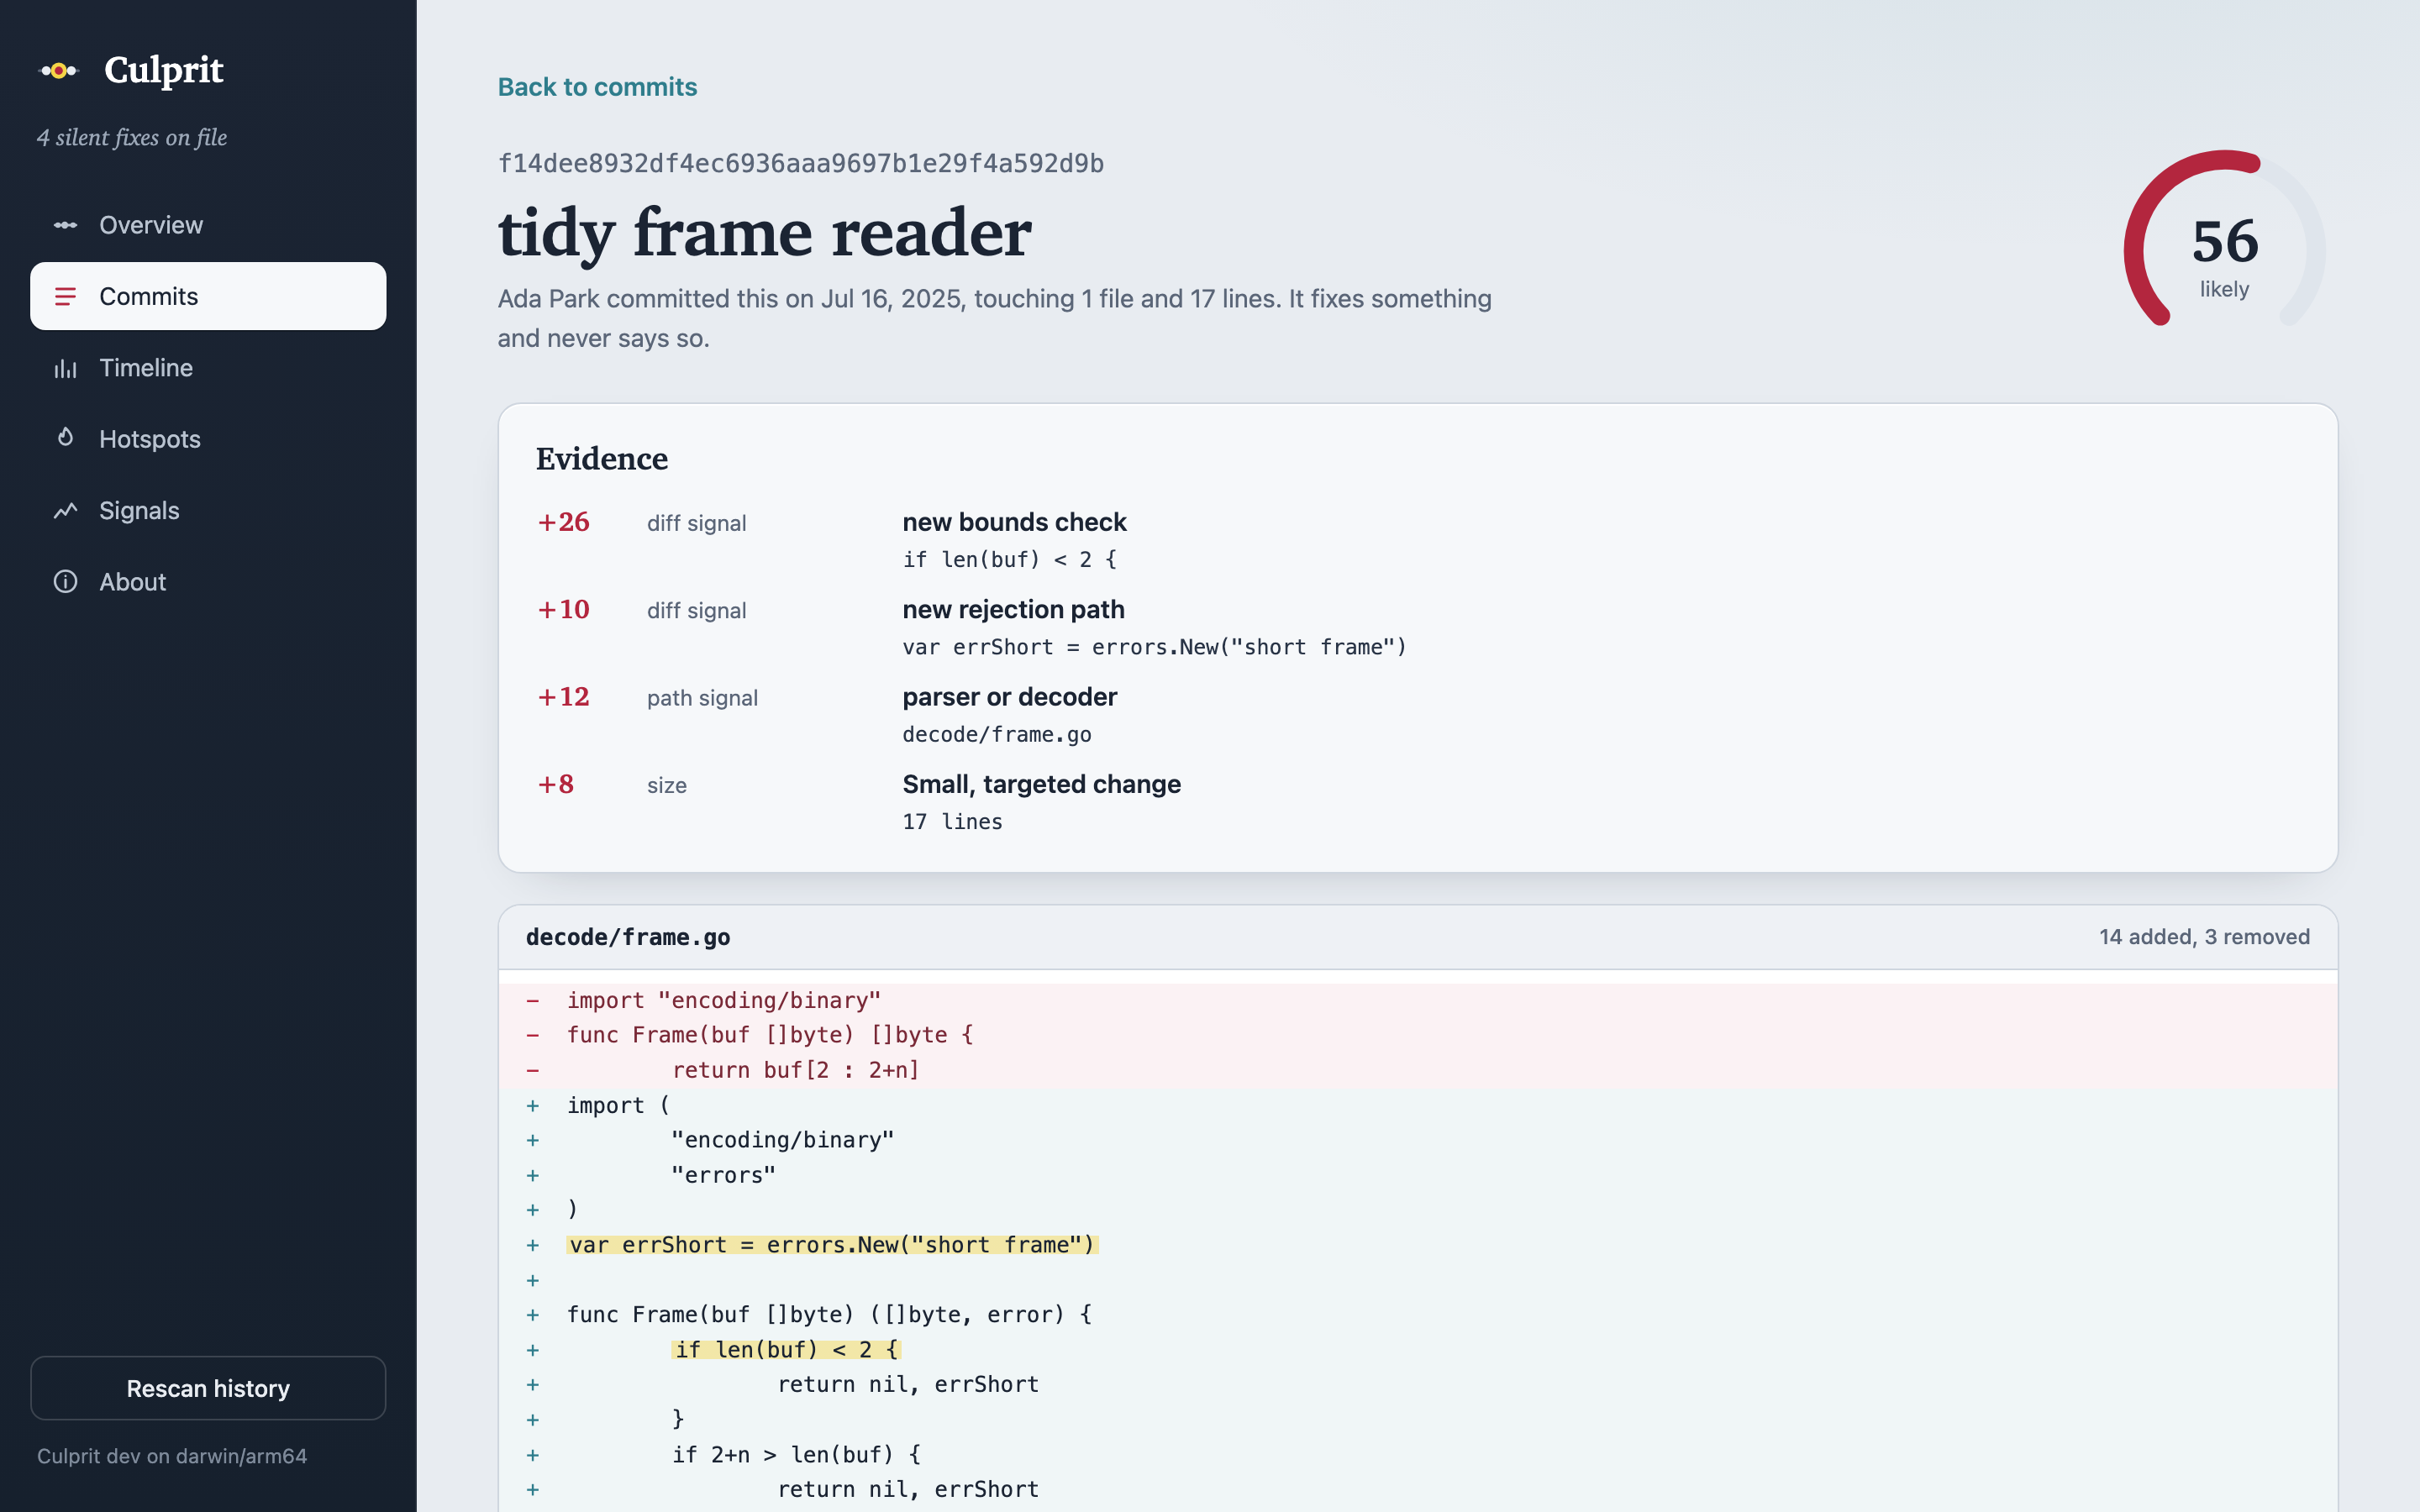 Culprit
4 silent fixes on file
Overview
Commits
Timeline
Hotspots
Signals
About
Rescan history
Culprit dev on darwin/arm64
Back to commits
f14dee8932df4ec6936aaa9697b1e29f4a592d9b
tidy frame reader
Ada Park committed this on Jul 16, 2025, touching 1 file and 17 lines. It fixes something
and never says so.
56
likely
Evidence
+26 diff signal new bounds check
if len(buf) < 2 {
+10 diff signal new rejection path
var errShort = errors.New("short frame")
+12 path signal parser or decoder
decode/frame.go
+8 size Small, targeted change
17 lines
decode/frame.go 14 added, 3 removed
- import "encoding/binary"
- func Frame(buf []byte) []byte {
- return buf[2 : 2+n]
+ import (
+ "encoding/binary"
+ "errors"
+ )
+ var errShort = errors.New("short frame")
+
+ func Frame(buf []byte) ([]byte, error) {
+ if len(buf) < 2 {
+ return nil, errShort
+ }
+ if 2+n > len(buf) {
+ return nil, errShort